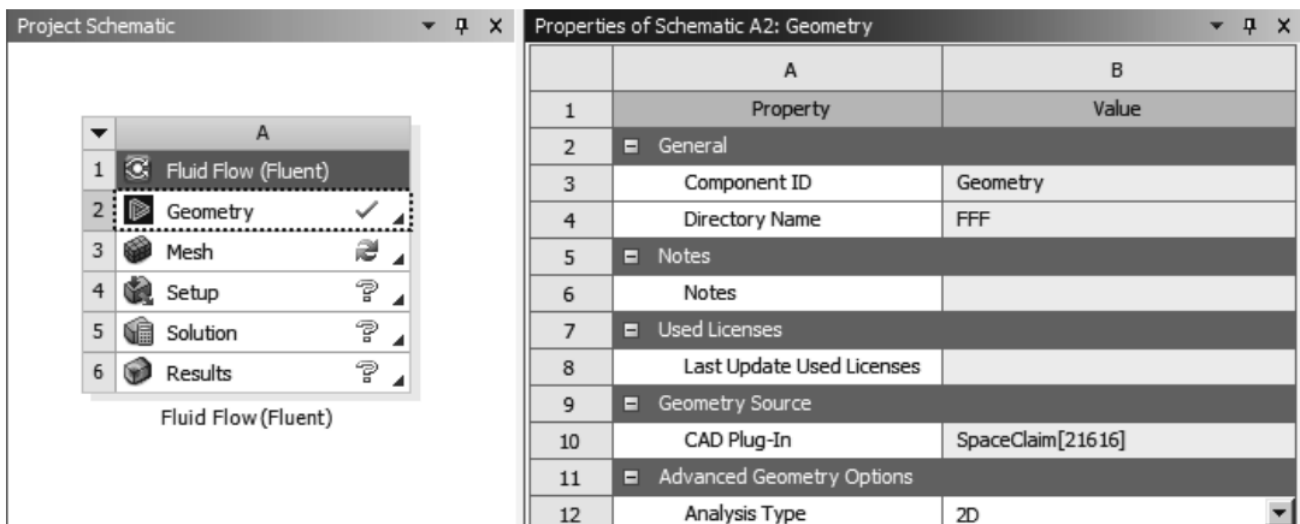 Project Schematic
A
1 Fluid Flow (Fluent)
2 Geometry
3 Mesh
4 Setup
5 Solution
6 Results
Fluid Flow (Fluent)
Properties of Schematic A2: Geometry
A B
1 Property Value
2 General
3 Component ID Geometry
4 Directory Name FFF
5 Notes
6 Notes
7 Used Licenses
8 Last Update Used Licenses
9 Geometry Source
10 CAD Plug-In SpaceClaim[21616]
11 Advanced Geometry Options
12 Analysis Type 2D